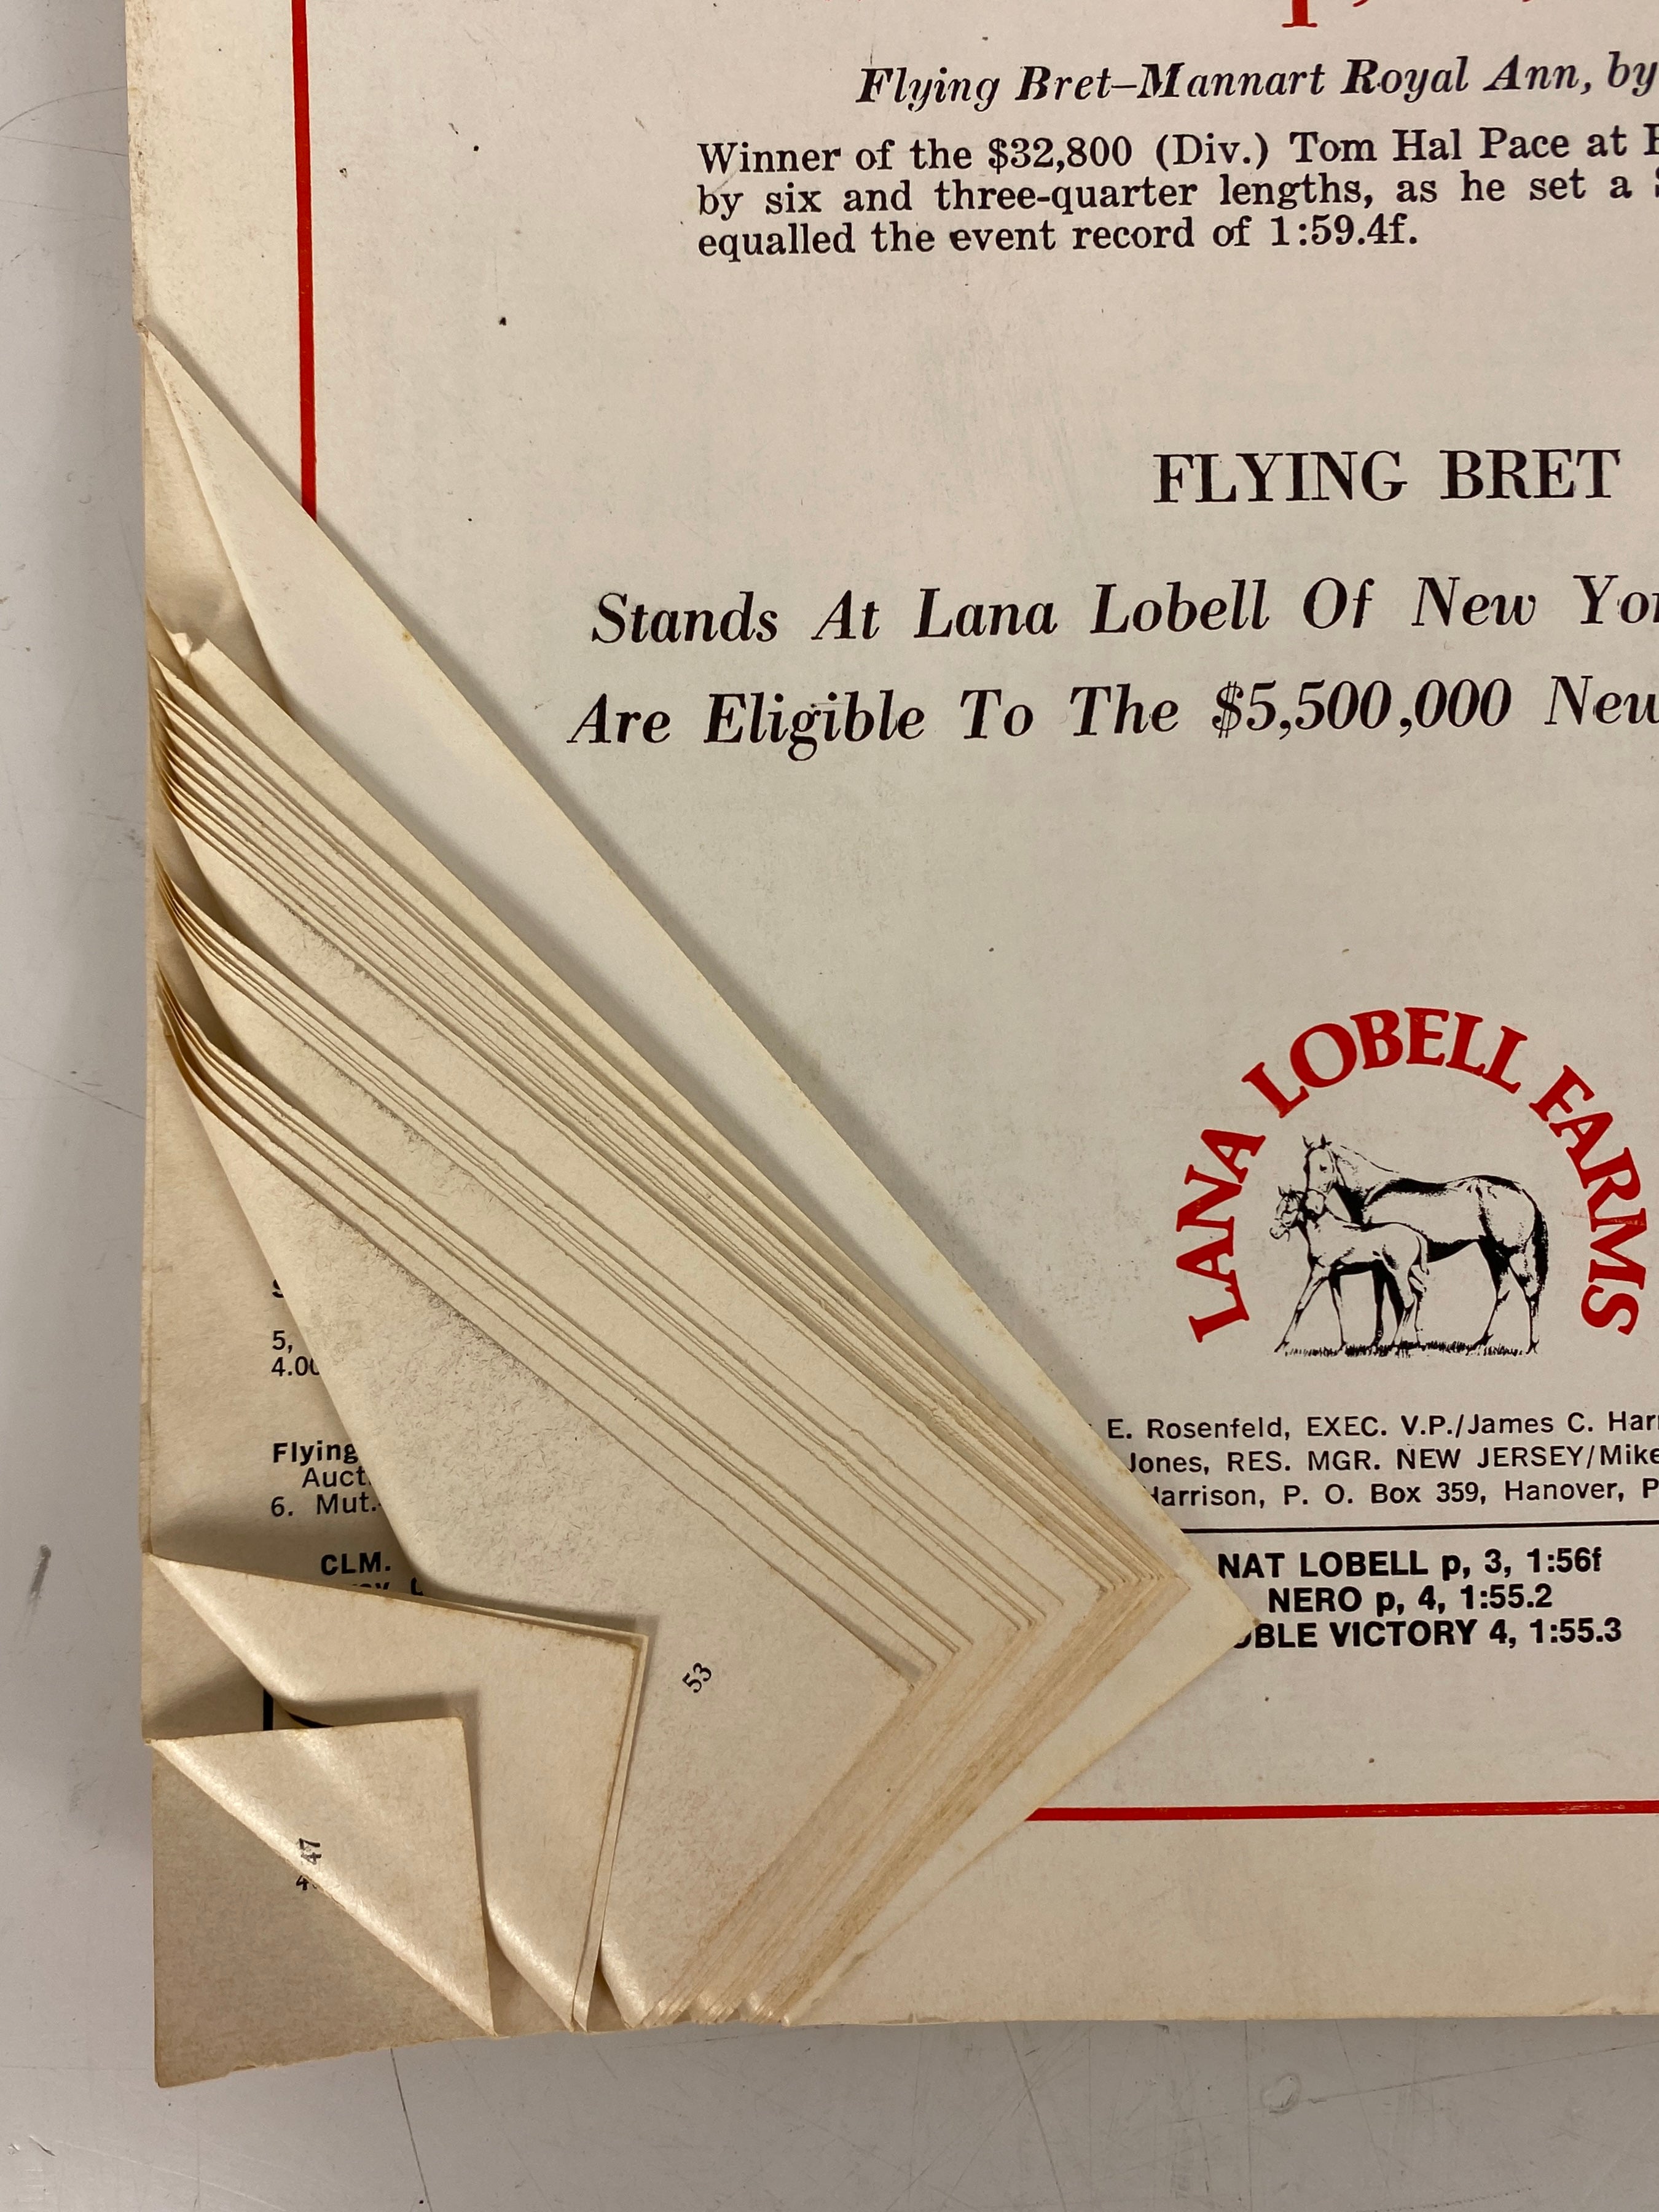 Flying Bret–Mannart Royal Ann, by
Winner of the $32,800 (Div.) Tom Hal Pace at
by six and three-quarter lengths, as he set a
equalled the event record of 1:59.4f.
FLYING BRET
Stands At Lana Lobell Of New
Are Eligible To The $5,500,000 New
LANA LOBELL FARMS
E. Rosenfeld, EXEC. V.P./James C.
Jones, RES. MGR. NEW JERSEY/Mike
Harrison, P. O. Box 359, Hanover,
NAT LOBELL p, 3, 1:56f
NERO p, 4, 1:55.2
VICTORY 4, 1:55.3
5,
4.00
Flying
Auct.
6. Mut.
CLM.
53
47